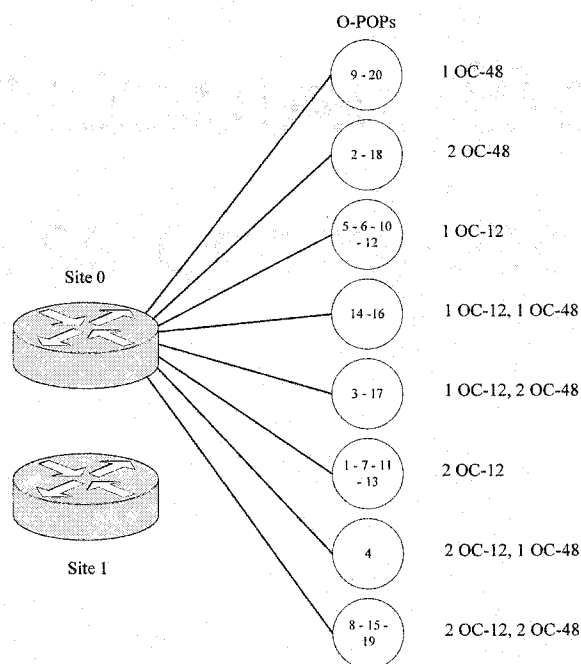 O-POPs
9 - 20
1 OC-48
2 - 18
2 OC-48
5 - 6 - 10
- 12
1 OC-12
Site 0
14 -16
1 OC-12, 1 OC-48
3 - 17
1 OC-12, 2 OC-48
1 - 7 - 11
- 13
2 OC-12
4
2 OC-12, 1 OC-48
Site 1
8 - 15 -
19
2 OC-12, 2 OC-48